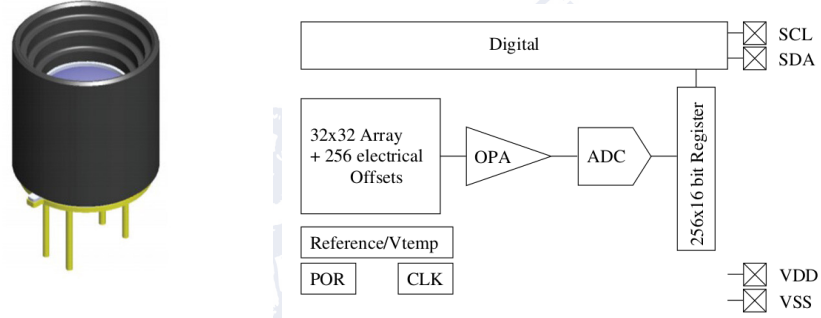 Digital
SCL
SDA
32x32 Array
+ 256 electrical
Offsets
OPA
ADC
256x16 bit Register
Reference/Vtemp
POR
CLK
VDD
VSS